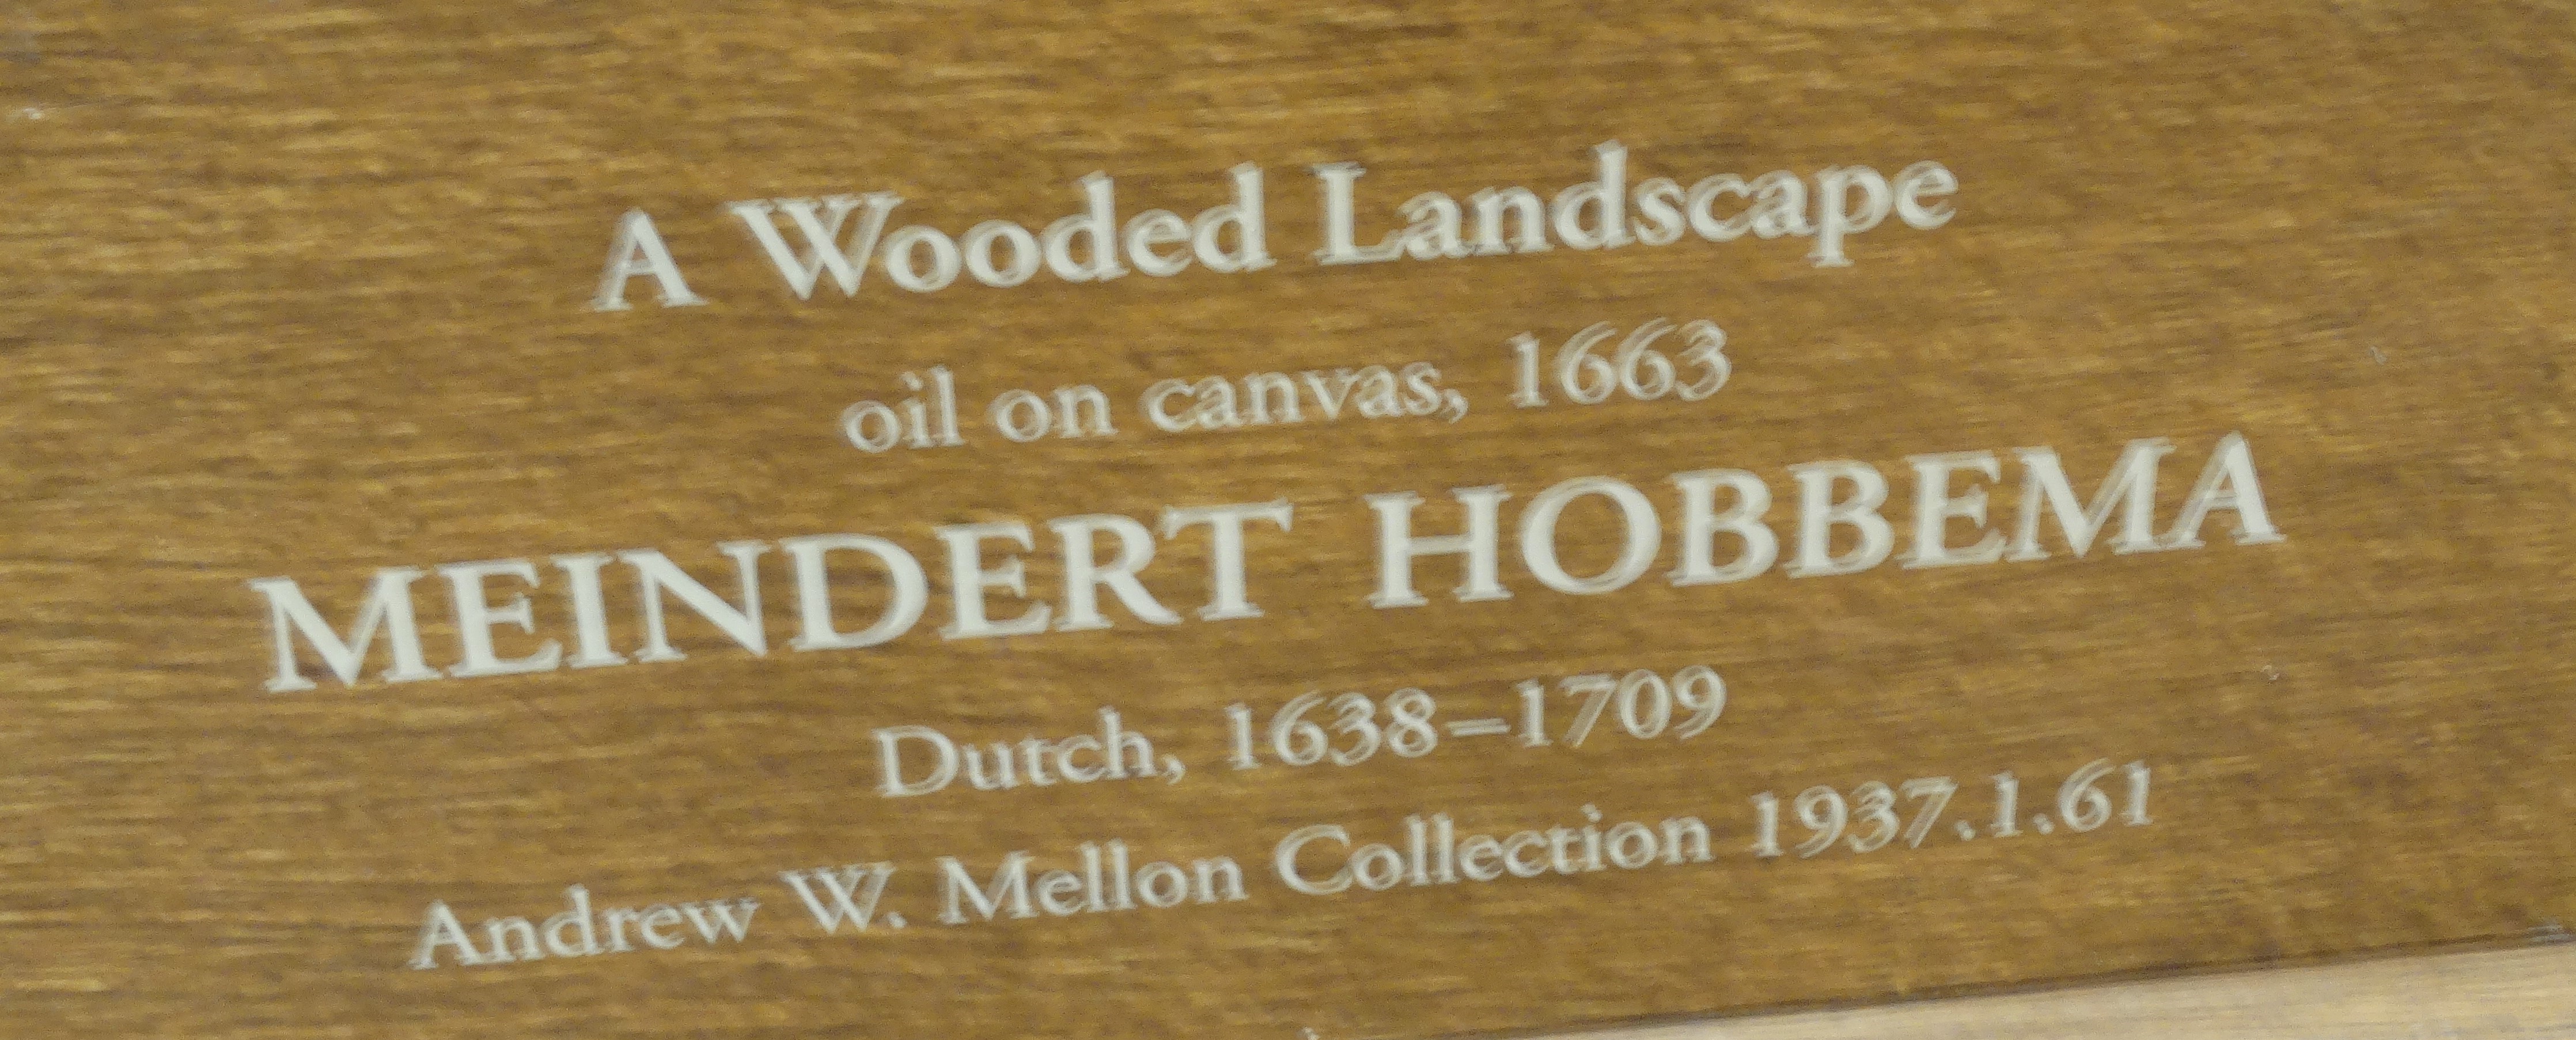 A Wooded Landscape
oil on canvas, 1663
MEINDERT HOBBEMA
Dutch, 1638–1709
Andrew W. Mellon Collection 1937.1.61